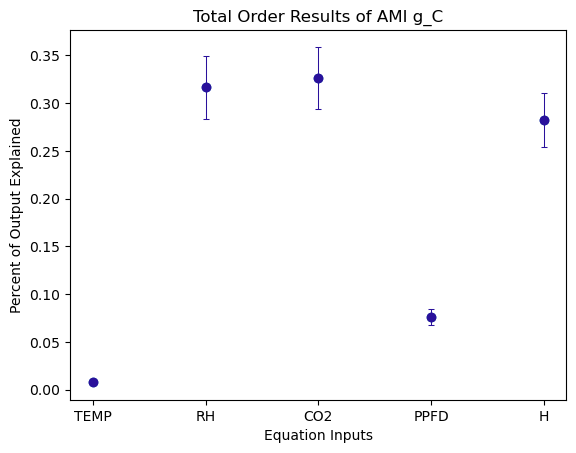 Total Order Results of AMI g_C
Percent of Output Explained
0.35
0.30
0.25
0.20
0.15
0.10
0.05
0.00
TEMP RH CO2 PPFD H
Equation Inputs